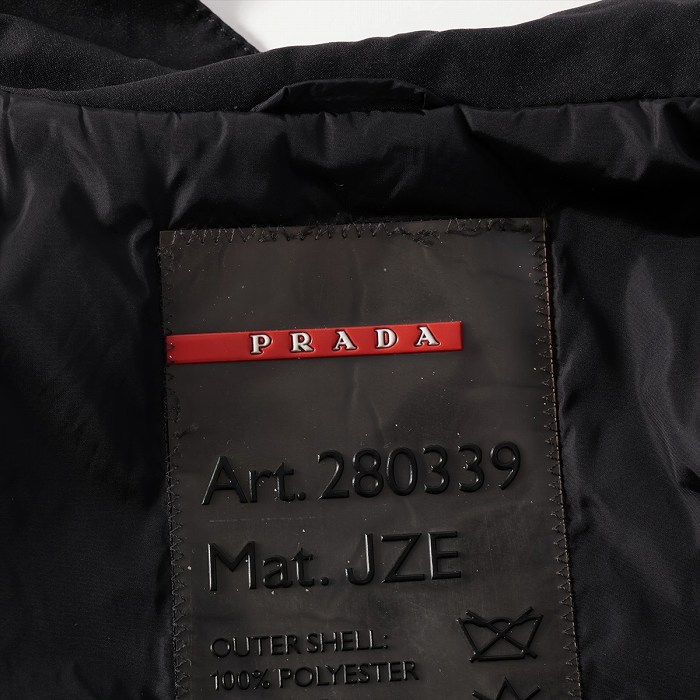 PRADA
Art. 280339
Mat. JZE
OUTER SHELL:
100% POLYESTER